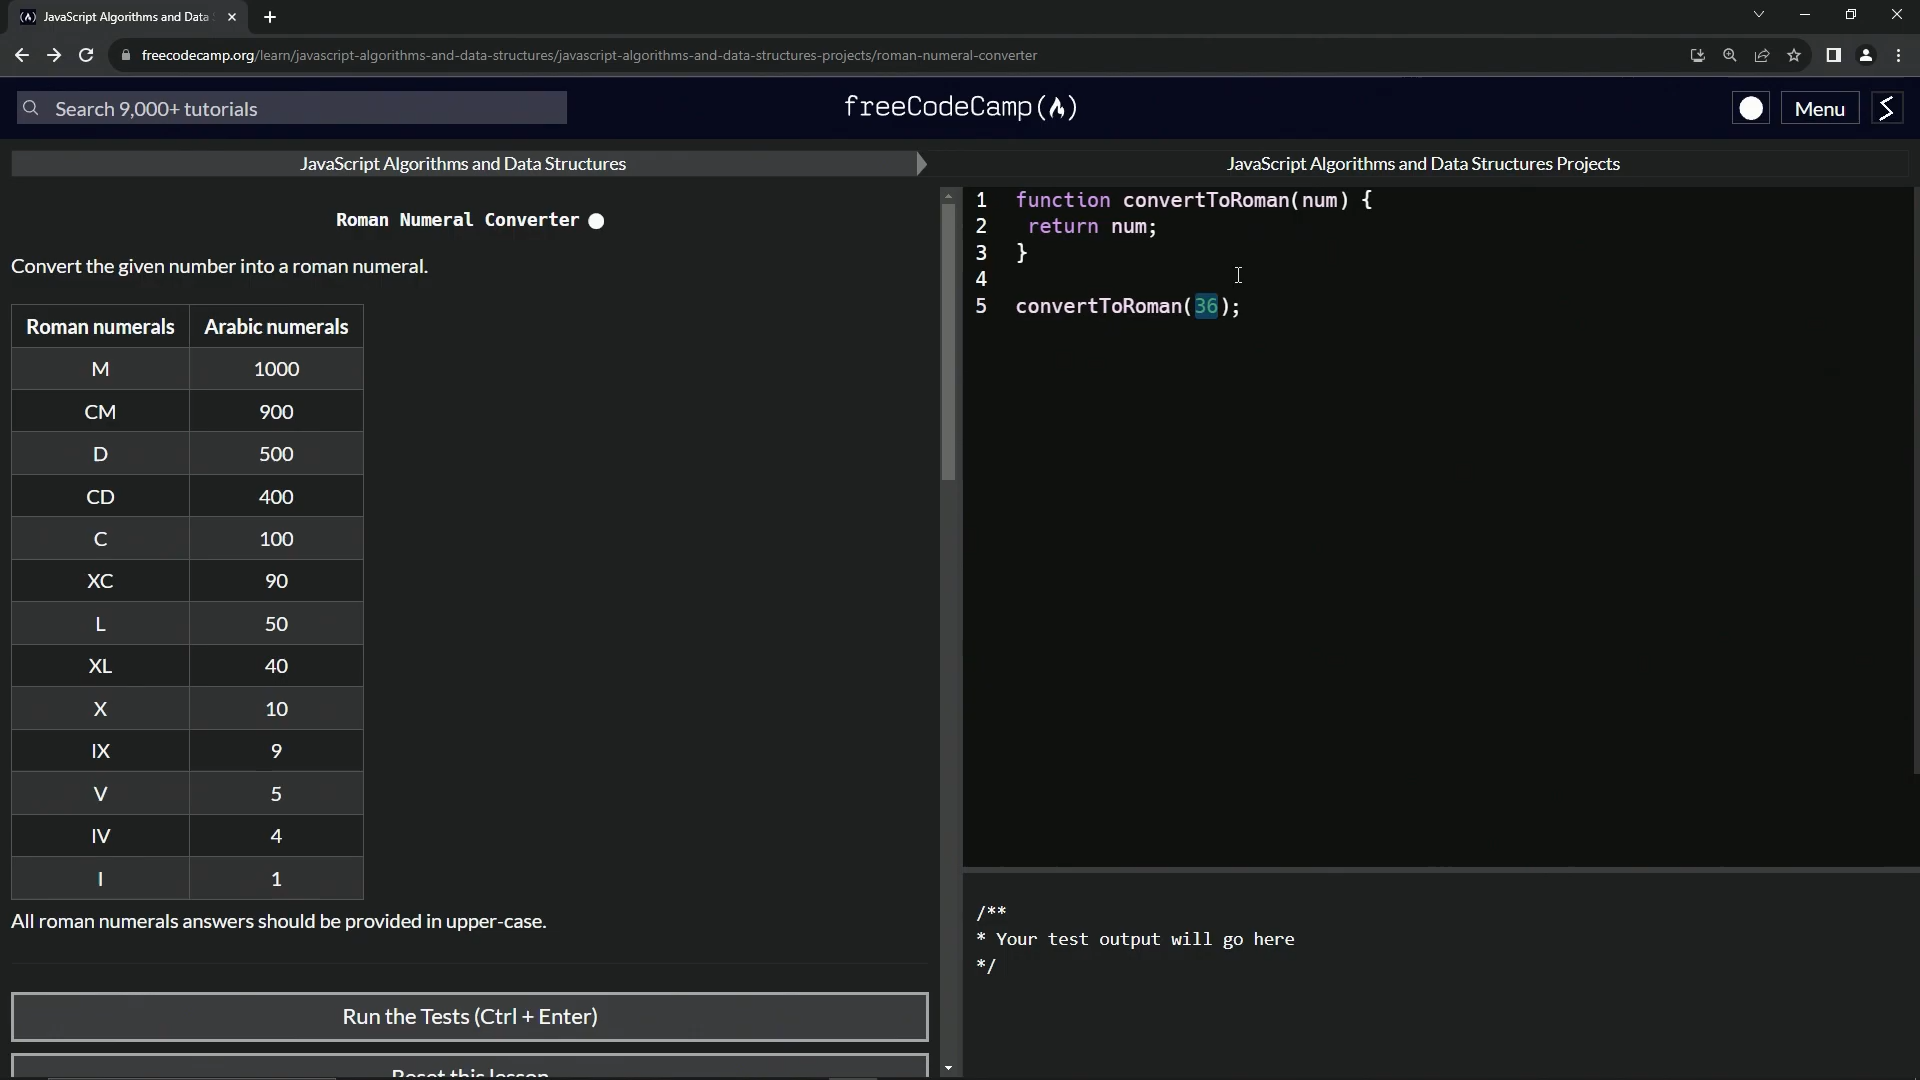 JavaScript Algorithms and Data
freecodecamp.org/learn/javascript-algorithms-and-data-structures/javascript-algorithms-and-data-structures-projects/roman-numeral-converter
Search 9,000+ tutorials
freeCodeCamp(🔥)
Menu
JavaScript Algorithms and Data Structures
JavaScript Algorithms and Data Structures Projects
Roman Numeral Converter
Convert the given number into a roman numeral.
Roman numerals Arabic numerals
M 1000
CM 900
D 500
CD 400
C 100
XC 90
L 50
XL 40
X 10
IX 9
V 5
IV 4
I 1
All roman numerals answers should be provided in upper-case.
Run the Tests (Ctrl + Enter)
Reset this lesson
1 function convertToRoman(num) {
2 return num;
3 }
4
5 convertToRoman(36);
/**
* Your test output will go here
*/